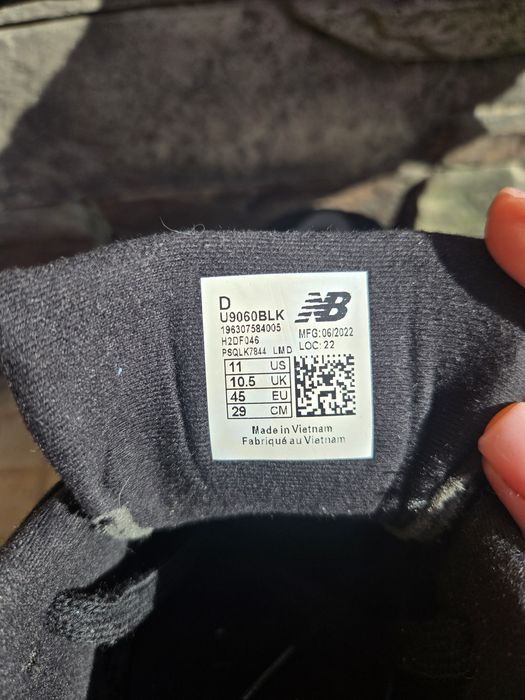 D
U9060BLK
196307584005
H2DF046
PSQLK7844 LMD
NB
MFG:06/2022
LOC: 22
11 US
10.5 UK
45 EU
29 CM
Made in Vietnam
Fabriqué au Vietnam